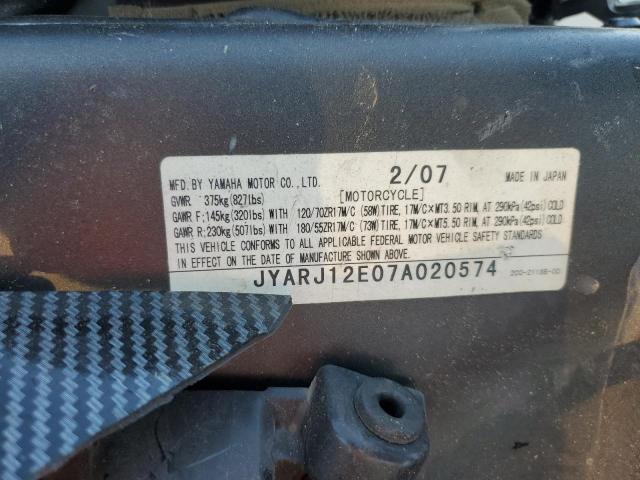 MFD. BY YAMAHA MOTOR CO., LTD. 2/07 MADE IN JAPAN
GVWR : 375kg(827lbs) [MOTORCYCLE]
GAWR F: 145kg(320lbs) WITH 120/70ZR17M/C (58W)TIRE, 17M/C×MT3.50 RIM, AT 290kPa(42psi)COLD
GAWR R: 230kg(507lbs) WITH 180/55ZR17M/C (73W)TIRE, 17M/C×MT5.50 RIM, AT 290kPa(42psi)COLD
THIS VEHICLE CONFORMS TO ALL APPLICABLE FEDERAL MOTOR VEHICLE SAFETY STANDARDS
IN EFFECT ON THE DATE OF MANUFACTURE SHOWN ABOVE.
JYARJ12E07A020574